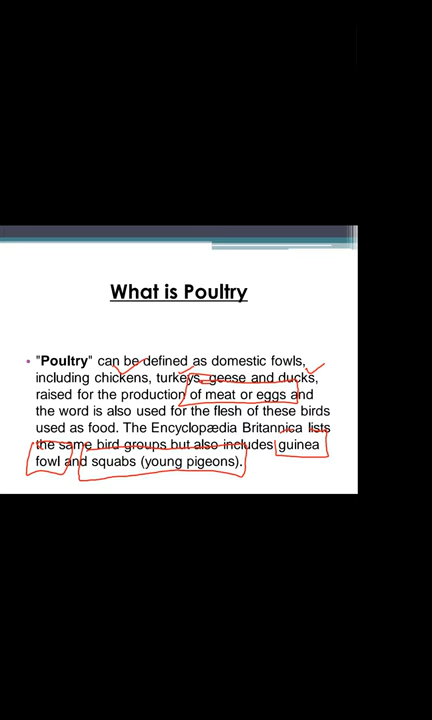 What is Poultry
• "Poultry" can be defined as domestic fowls,
including chickens, turkeys, geese and ducks,
raised for the production of meat or eggs and
the word is also used for the flesh of these birds
used as food. The Encyclopædia Britannica lists
the same bird groups but also includes guinea
fowl and squabs (young pigeons).